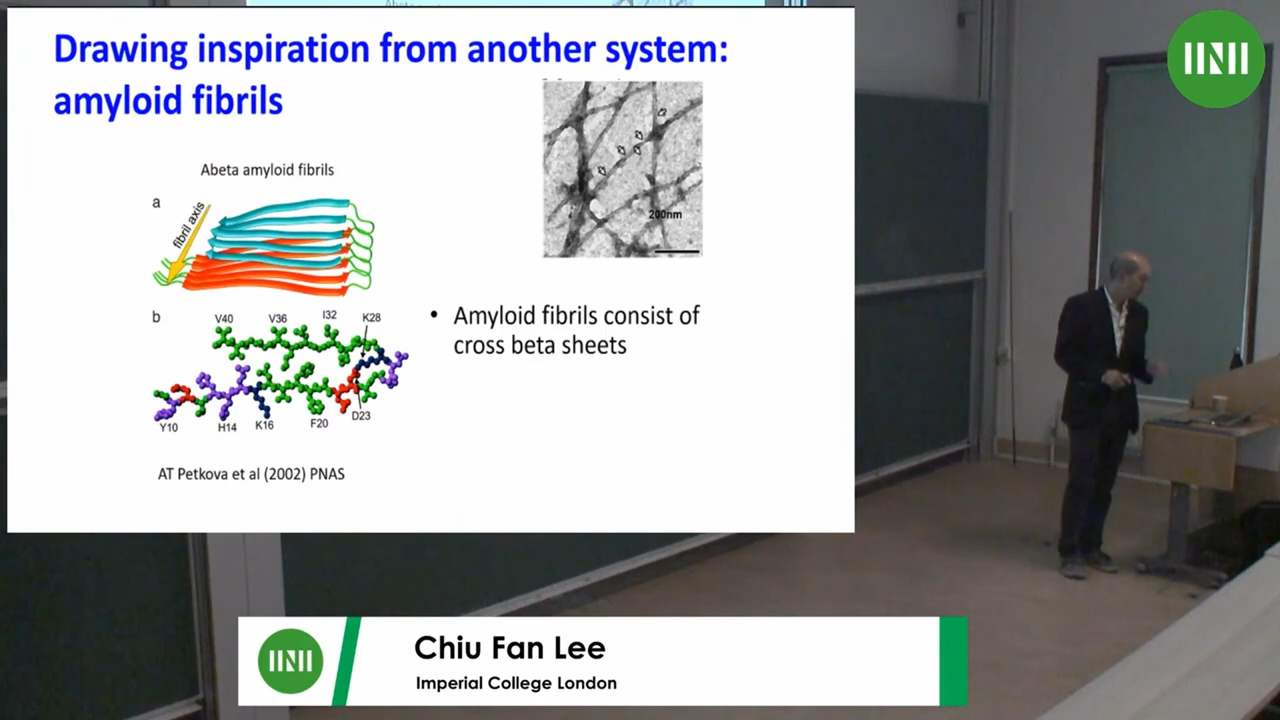 Drawing inspiration from another system:
amyloid fibrils
Abeta amyloid fibrils
a
fibril axis
200nm
b
V40
V36
I32
K28
Y10
H14
K16
F20
D23
• Amyloid fibrils consist of
cross beta sheets
AT Petkova et al (2002) PNAS
Chiu Fan Lee
Imperial College London